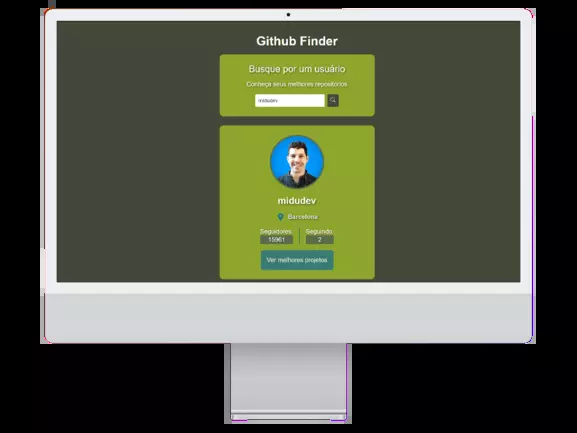 Github Finder
Busque por um usuário
Conheça seus melhores repositórios
midudev
midudev
Barcelona
Seguidores: Seguindo:
15961 2
Ver melhores projetos